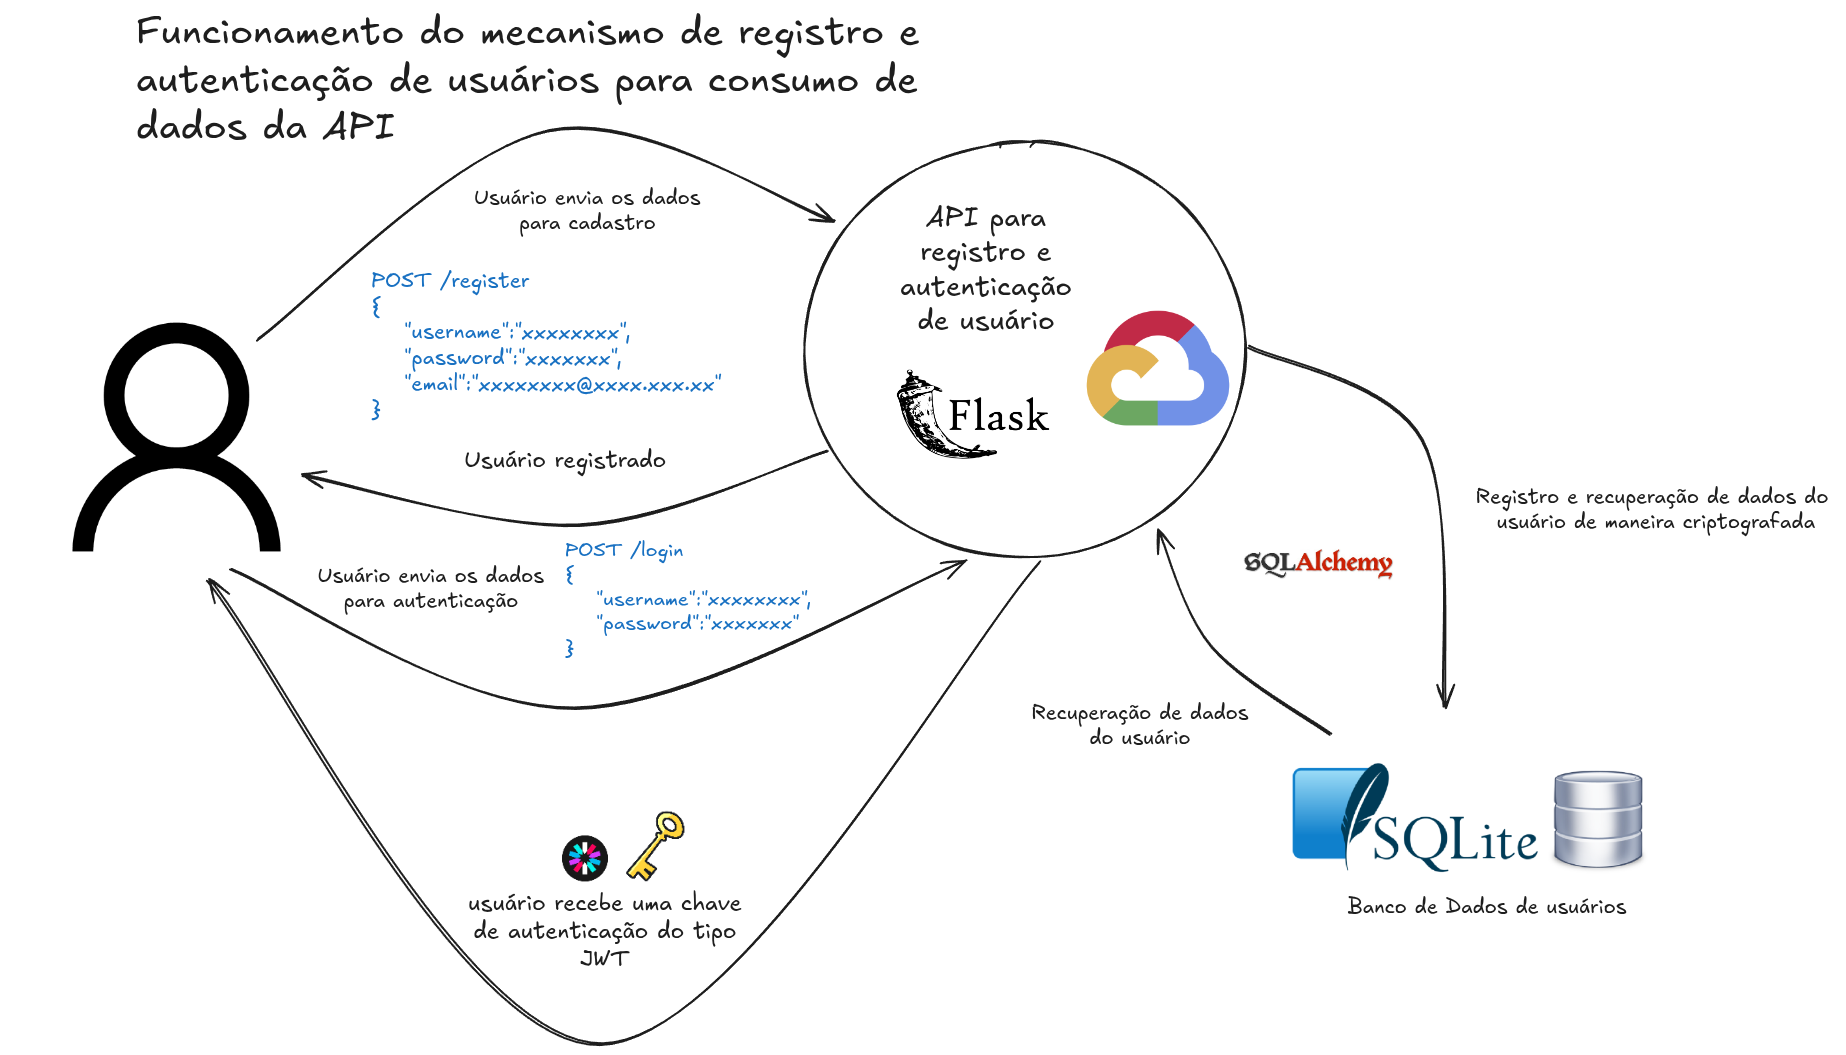 Funcionamento do mecanismo de registro e
autenticação de usuários para consumo de
dados da API
Usuário envia os dados
para cadastro
POST /register
{
"username":"xxxxxxxx",
"password":"xxxxxxx",
"email":"xxxxxxxx@xxxx.xxx.xx"
}
Usuário registrado
API para
registro e
autenticação
de usuário
Flask
Usuário envia os dados
para autenticação
POST /login
{
"username":"xxxxxxxx",
"password":"xxxxxxx"
}
Registro e recuperação de dados do
usuário de maneira criptografada
SQLAlchemy
Recuperação de dados
do usuário
SQLite
Banco de Dados de usuários
usuário recebe uma chave
de autenticação do tipo
JWT